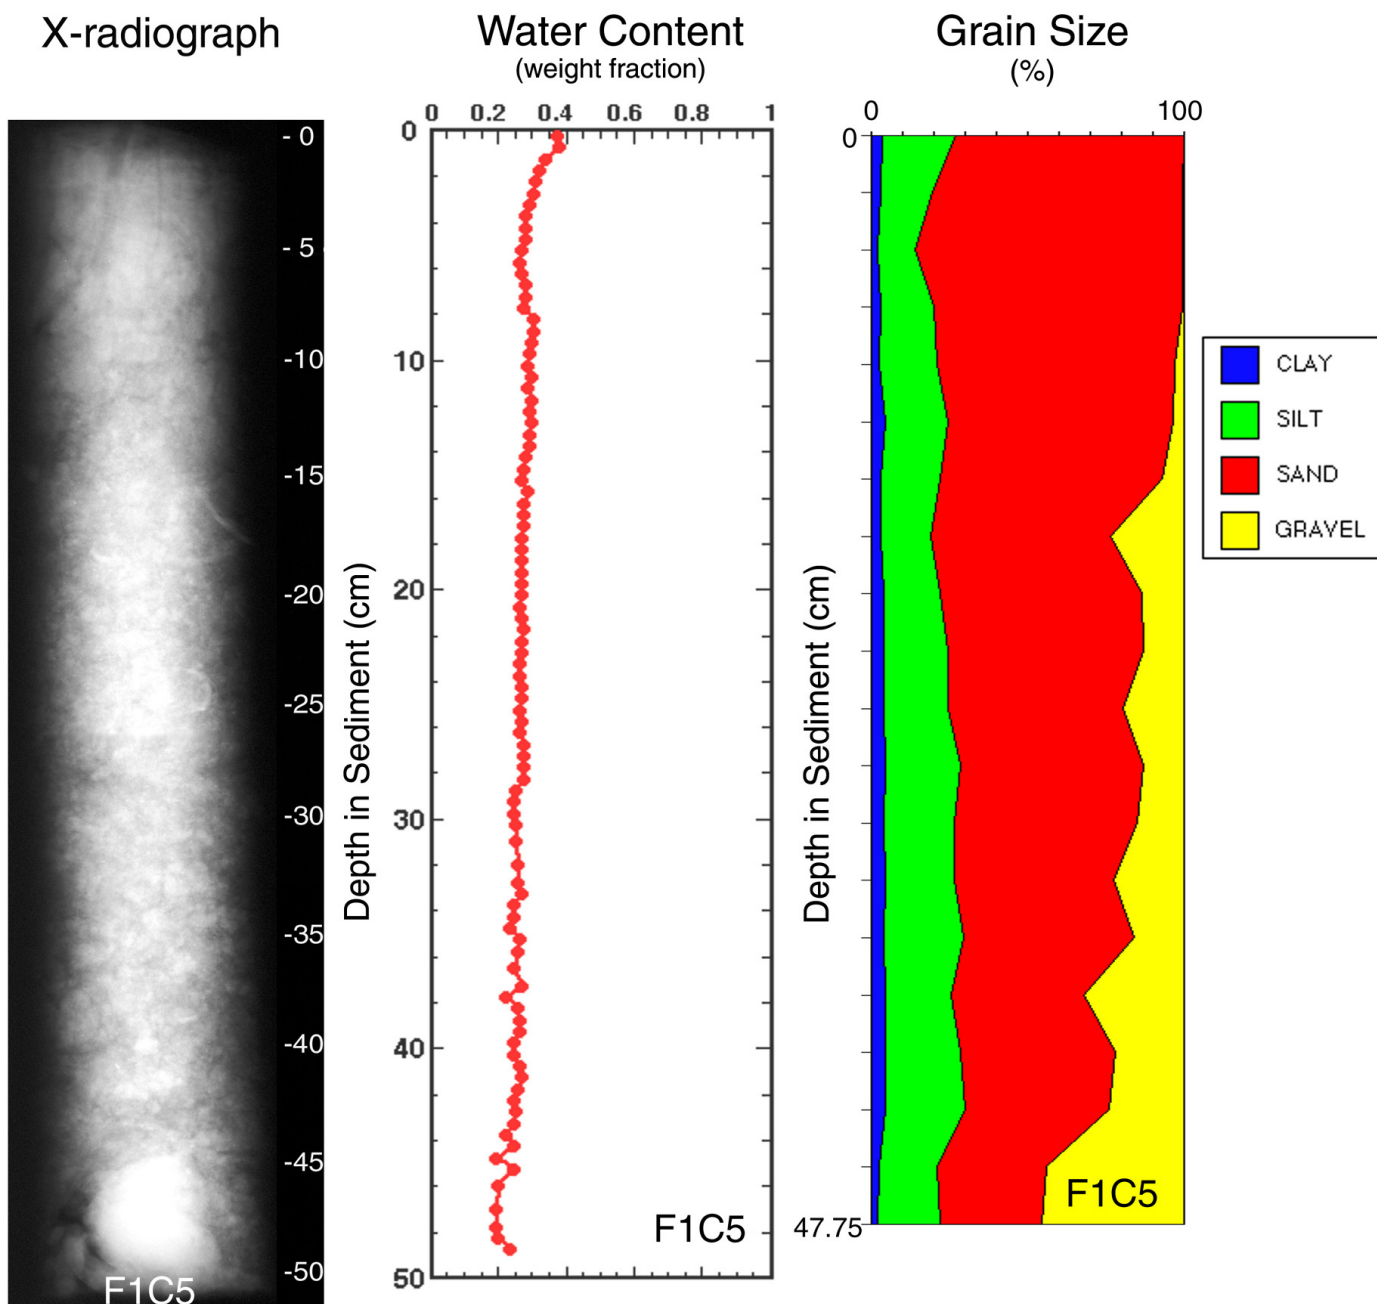 X-radiograph
- 0
- 5
-10
-15
-20
-25
-30
-35
-40
-45
-50
F1C5
Water Content
(weight fraction)
0 0.2 0.4 0.6 0.8 1
0
10
20
30
40
50
Depth in Sediment (cm)
F1C5
Grain Size
(%)
0 100
0
47.75
Depth in Sediment (cm)
F1C5
CLAY
SILT
SAND
GRAVEL